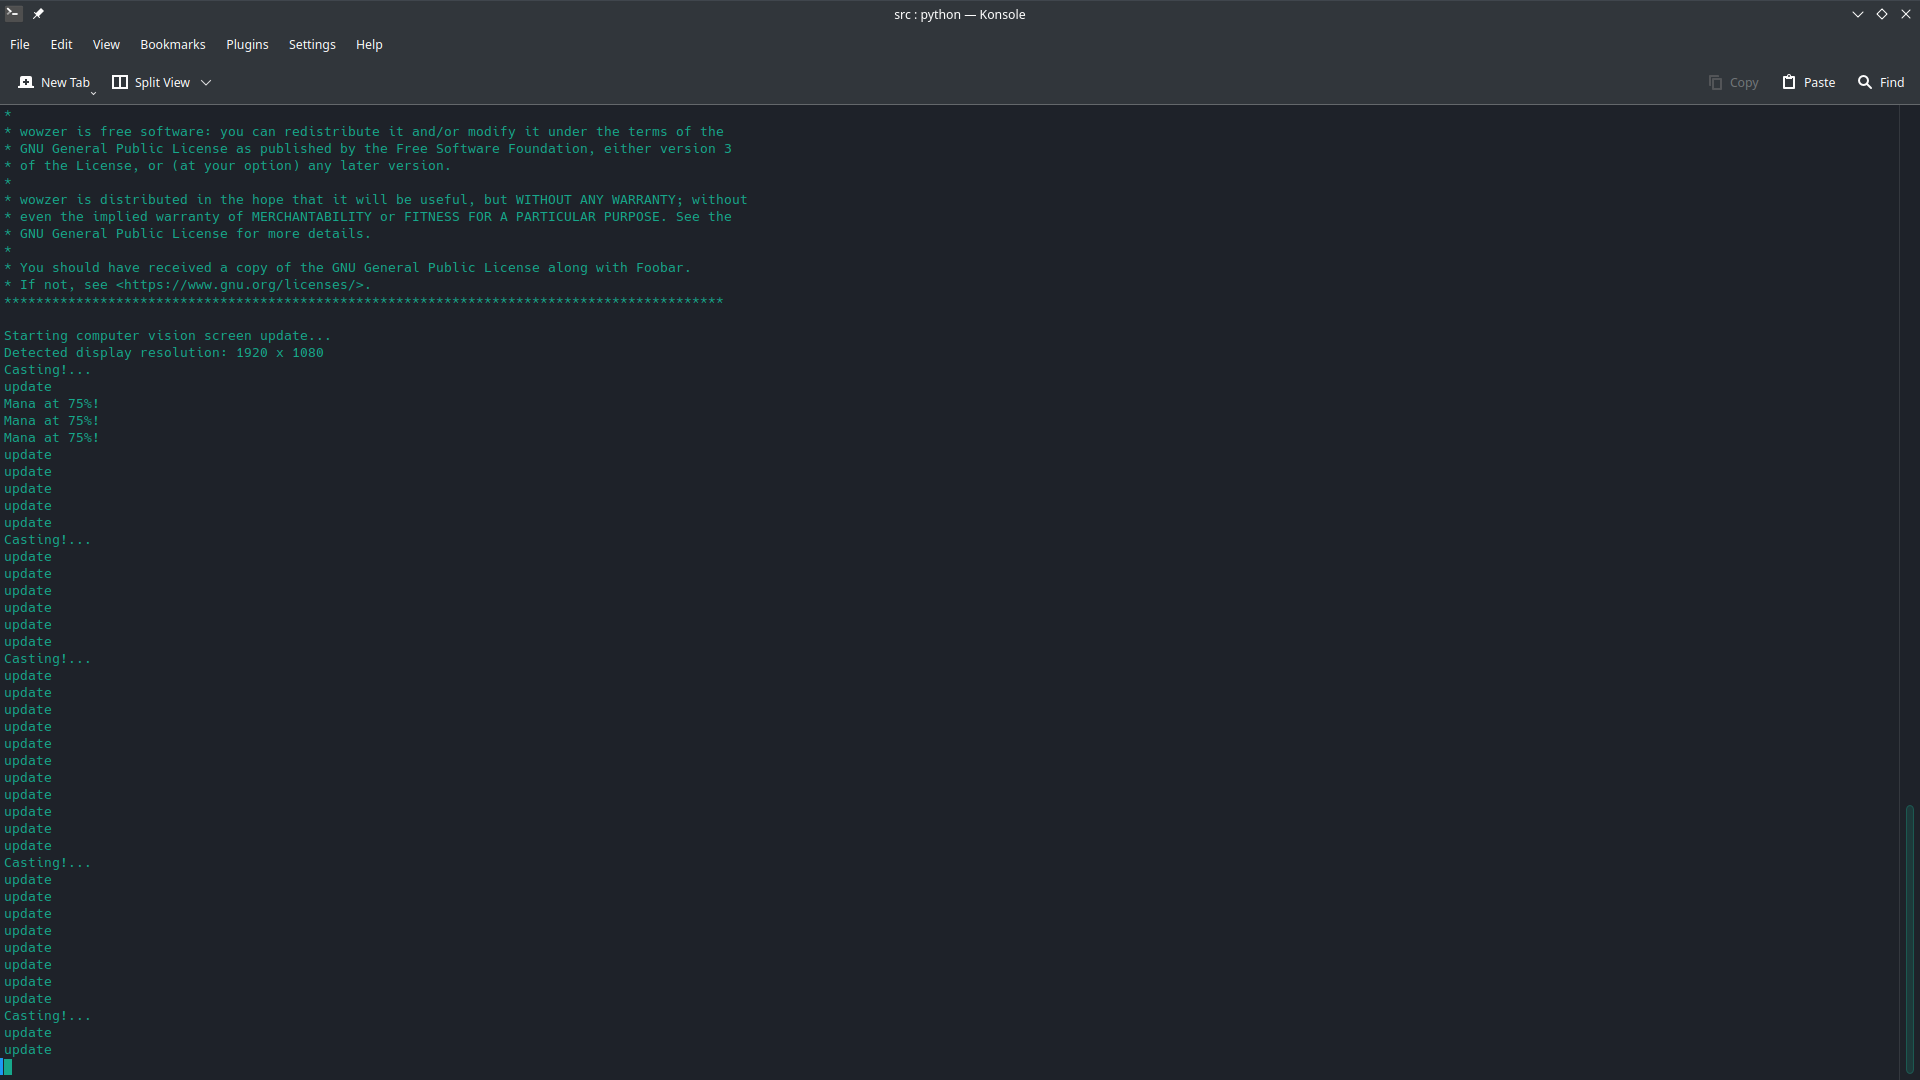 src : python — Konsole
File Edit View Bookmarks Plugins Settings Help
New Tab Split View Copy Paste Find
*
* wowzer is free software: you can redistribute it and/or modify it under the terms of the
* GNU General Public License as published by the Free Software Foundation, either version 3
* of the License, or (at your option) any later version.
*
* wowzer is distributed in the hope that it will be useful, but WITHOUT ANY WARRANTY; without
* even the implied warranty of MERCHANTABILITY or FITNESS FOR A PARTICULAR PURPOSE. See the
* GNU General Public License for more details.
*
* You should have received a copy of the GNU General Public License along with Foobar.
* If not, see <https://www.gnu.org/licenses/>.
******************************************************************************************
Starting computer vision screen update...
Detected display resolution: 1920 x 1080
Casting!...
update
Mana at 75%!
Mana at 75%!
Mana at 75%!
update
update
update
update
update
Casting!...
update
update
update
update
update
update
Casting!...
update
update
update
update
update
update
update
update
update
update
update
Casting!...
update
update
update
update
update
update
update
update
Casting!...
update
update